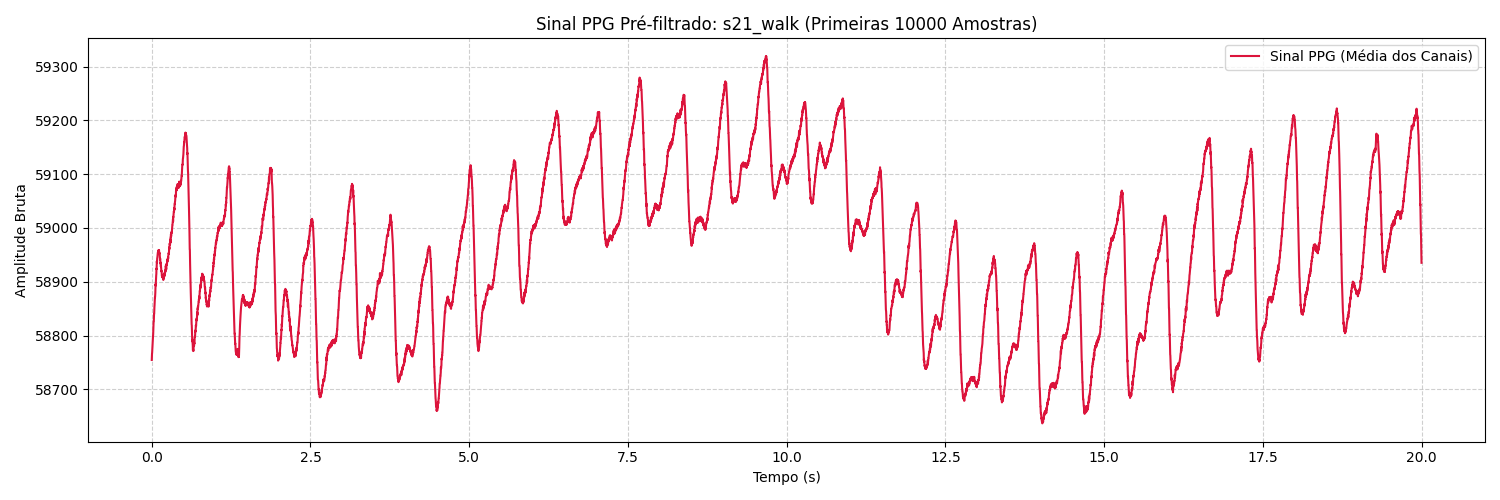 Sinal PPG Pré-filtrado: s21_walk (Primeiras 10000 Amostras)
Sinal PPG (Média dos Canais)
Amplitude Bruta
59300
59200
59100
59000
58900
58800
58700
0.0 2.5 5.0 7.5 10.0 12.5 15.0 17.5 20.0
Tempo (s)